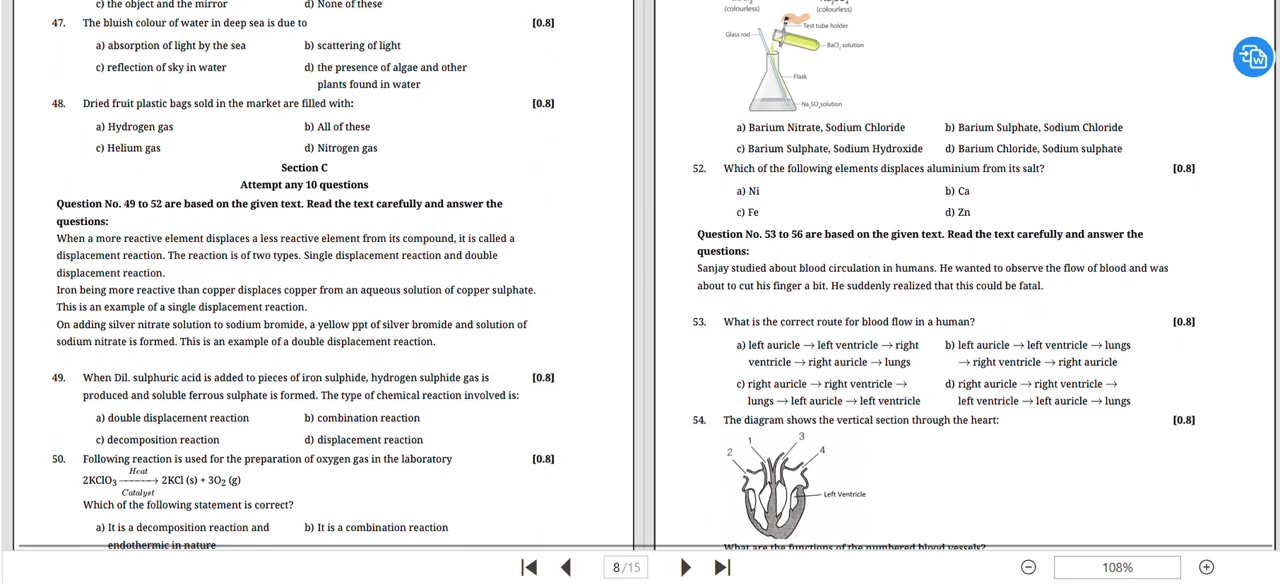 c) the object and the mirror d) None of these
47. The bluish colour of water in deep sea is due to [0.8]
a) absorption of light by the sea b) scattering of light
c) reflection of sky in water d) the presence of algae and other
plants found in water
48. Dried fruit plastic bags sold in the market are filled with: [0.8]
a) Hydrogen gas b) All of these
c) Helium gas d) Nitrogen gas
Section C
Attempt any 10 questions
Question No. 49 to 52 are based on the given text. Read the text carefully and answer the
questions:
When a more reactive element displaces a less reactive element from its compound, it is called a
displacement reaction. The reaction is of two types. Single displacement reaction and double
displacement reaction.
Iron being more reactive than copper displaces copper from an aqueous solution of copper sulphate.
This is an example of a single displacement reaction.
On adding silver nitrate solution to sodium bromide, a yellow ppt of silver bromide and solution of
sodium nitrate is formed. This is an example of a double displacement reaction.
49. When Dil. sulphuric acid is added to pieces of iron sulphide, hydrogen sulphide gas is [0.8]
produced and soluble ferrous sulphate is formed. The type of chemical reaction involved is:
a) double displacement reaction b) combination reaction
c) decomposition reaction d) displacement reaction
50. Following reaction is used for the preparation of oxygen gas in the laboratory [0.8]
Heat
2KClO₃ ⟶ 2KCl (s) + 3O₂ (g)
Catalyst
Which of the following statement is correct?
a) It is a decomposition reaction and b) It is a combination reaction
endothermic in nature
(colourless) (colourless)
Test tube holder
Glass rod
BaCl₂ solution
Flask
Na₂SO₄ solution
a) Barium Nitrate, Sodium Chloride b) Barium Sulphate, Sodium Chloride
c) Barium Sulphate, Sodium Hydroxide d) Barium Chloride, Sodium sulphate
52. Which of the following elements displaces aluminium from its salt? [0.8]
a) Ni b) Ca
c) Fe d) Zn
Question No. 53 to 56 are based on the given text. Read the text carefully and answer the
questions:
Sanjay studied about blood circulation in humans. He wanted to observe the flow of blood and was
about to cut his finger a bit. He suddenly realized that this could be fatal.
53. What is the correct route for blood flow in a human? [0.8]
a) left auricle → left ventricle → right b) left auricle → left ventricle → lungs
ventricle → right auricle → lungs → right ventricle → right auricle
c) right auricle → right ventricle → d) right auricle → right ventricle →
lungs → left auricle → left ventricle left ventricle → left auricle → lungs
54. The diagram shows the vertical section through the heart: [0.8]
1 3
2 4
Left Ventricle
What are the functions of the numbered blood vessels?
8 /15 108%